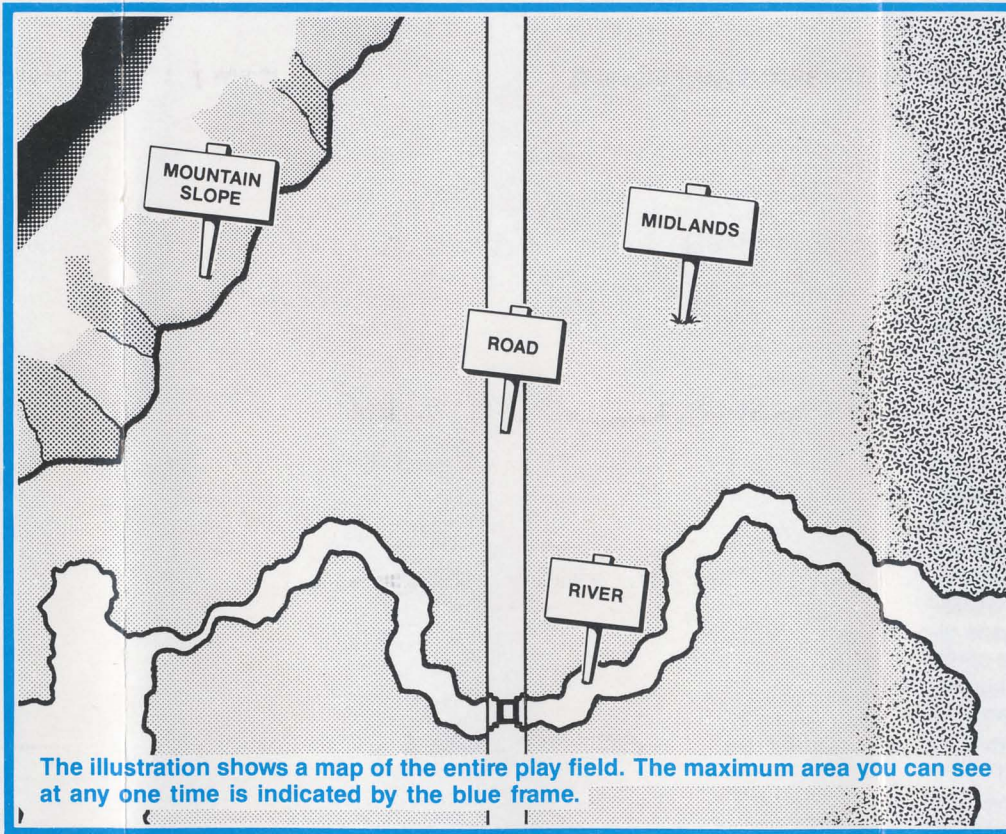 MOUNTAIN
SLOPE
MIDLANDS
ROAD
RIVER
The illustration shows a map of the entire play field. The maximum area you can see
at any one time is indicated by the blue frame.